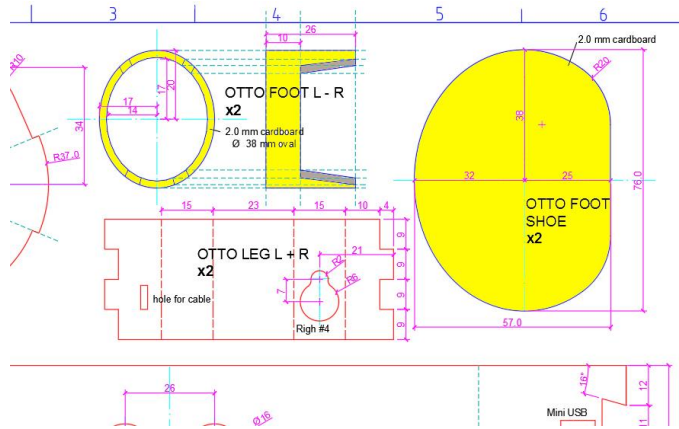 3
4
5
6
26
10
2.0 mm cardboard
R10
R20
17
20
OTTO FOOT L - R
x2
17
14
38
34
2.0 mm cardboard
Ø 38 mm oval
R37.0
32
25
76.0
15
23
15
10
4
OTTO FOOT
SHOE
x2
9
OTTO LEG L + R
x2
21
9
R2
7
R6
9
hole for cable
9
Righ #4
57.0
26
Ø16
16°
12
Mini USB
11